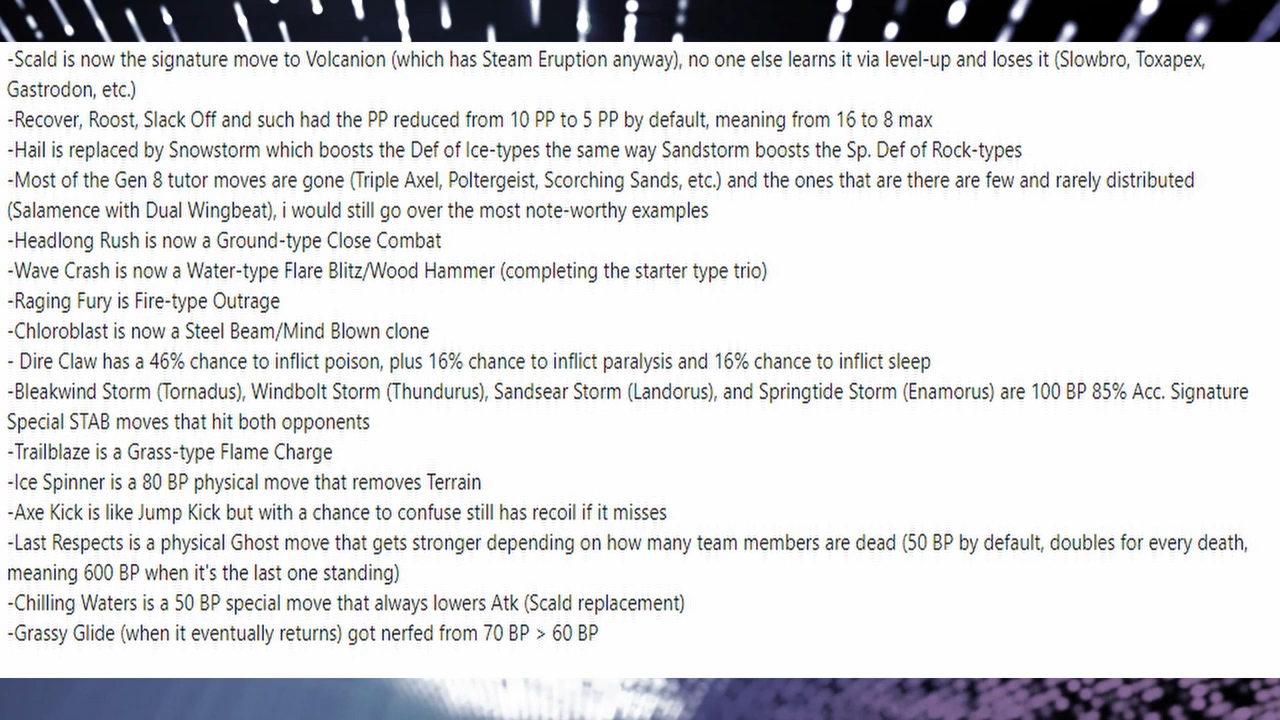 -Scald is now the signature move to Volcanion (which has Steam Eruption anyway), no one else learns it via level-up and loses it (Slowbro, Toxapex,
Gastrodon, etc.)
-Recover, Roost, Slack Off and such had the PP reduced from 10 PP to 5 PP by default, meaning from 16 to 8 max
-Hail is replaced by Snowstorm which boosts the Def of Ice-types the same way Sandstorm boosts the Sp. Def of Rock-types
-Most of the Gen 8 tutor moves are gone (Triple Axel, Poltergeist, Scorching Sands, etc.) and the ones that are there are few and rarely distributed
(Salamence with Dual Wingbeat), i would still go over the most note-worthy examples
-Headlong Rush is now a Ground-type Close Combat
-Wave Crash is now a Water-type Flare Blitz/Wood Hammer (completing the starter type trio)
-Raging Fury is Fire-type Outrage
-Chloroblast is now a Steel Beam/Mind Blown clone
- Dire Claw has a 46% chance to inflict poison, plus 16% chance to inflict paralysis and 16% chance to inflict sleep
-Bleakwind Storm (Tornadus), Windbolt Storm (Thundurus), Sandsear Storm (Landorus), and Springtide Storm (Enamorus) are 100 BP 85% Acc. Signature
Special STAB moves that hit both opponents
-Trailblaze is a Grass-type Flame Charge
-Ice Spinner is a 80 BP physical move that removes Terrain
-Axe Kick is like Jump Kick but with a chance to confuse still has recoil if it misses
-Last Respects is a physical Ghost move that gets stronger depending on how many team members are dead (50 BP by default, doubles for every death,
meaning 600 BP when it's the last one standing)
-Chilling Waters is a 50 BP special move that always lowers Atk (Scald replacement)
-Grassy Glide (when it eventually returns) got nerfed from 70 BP > 60 BP